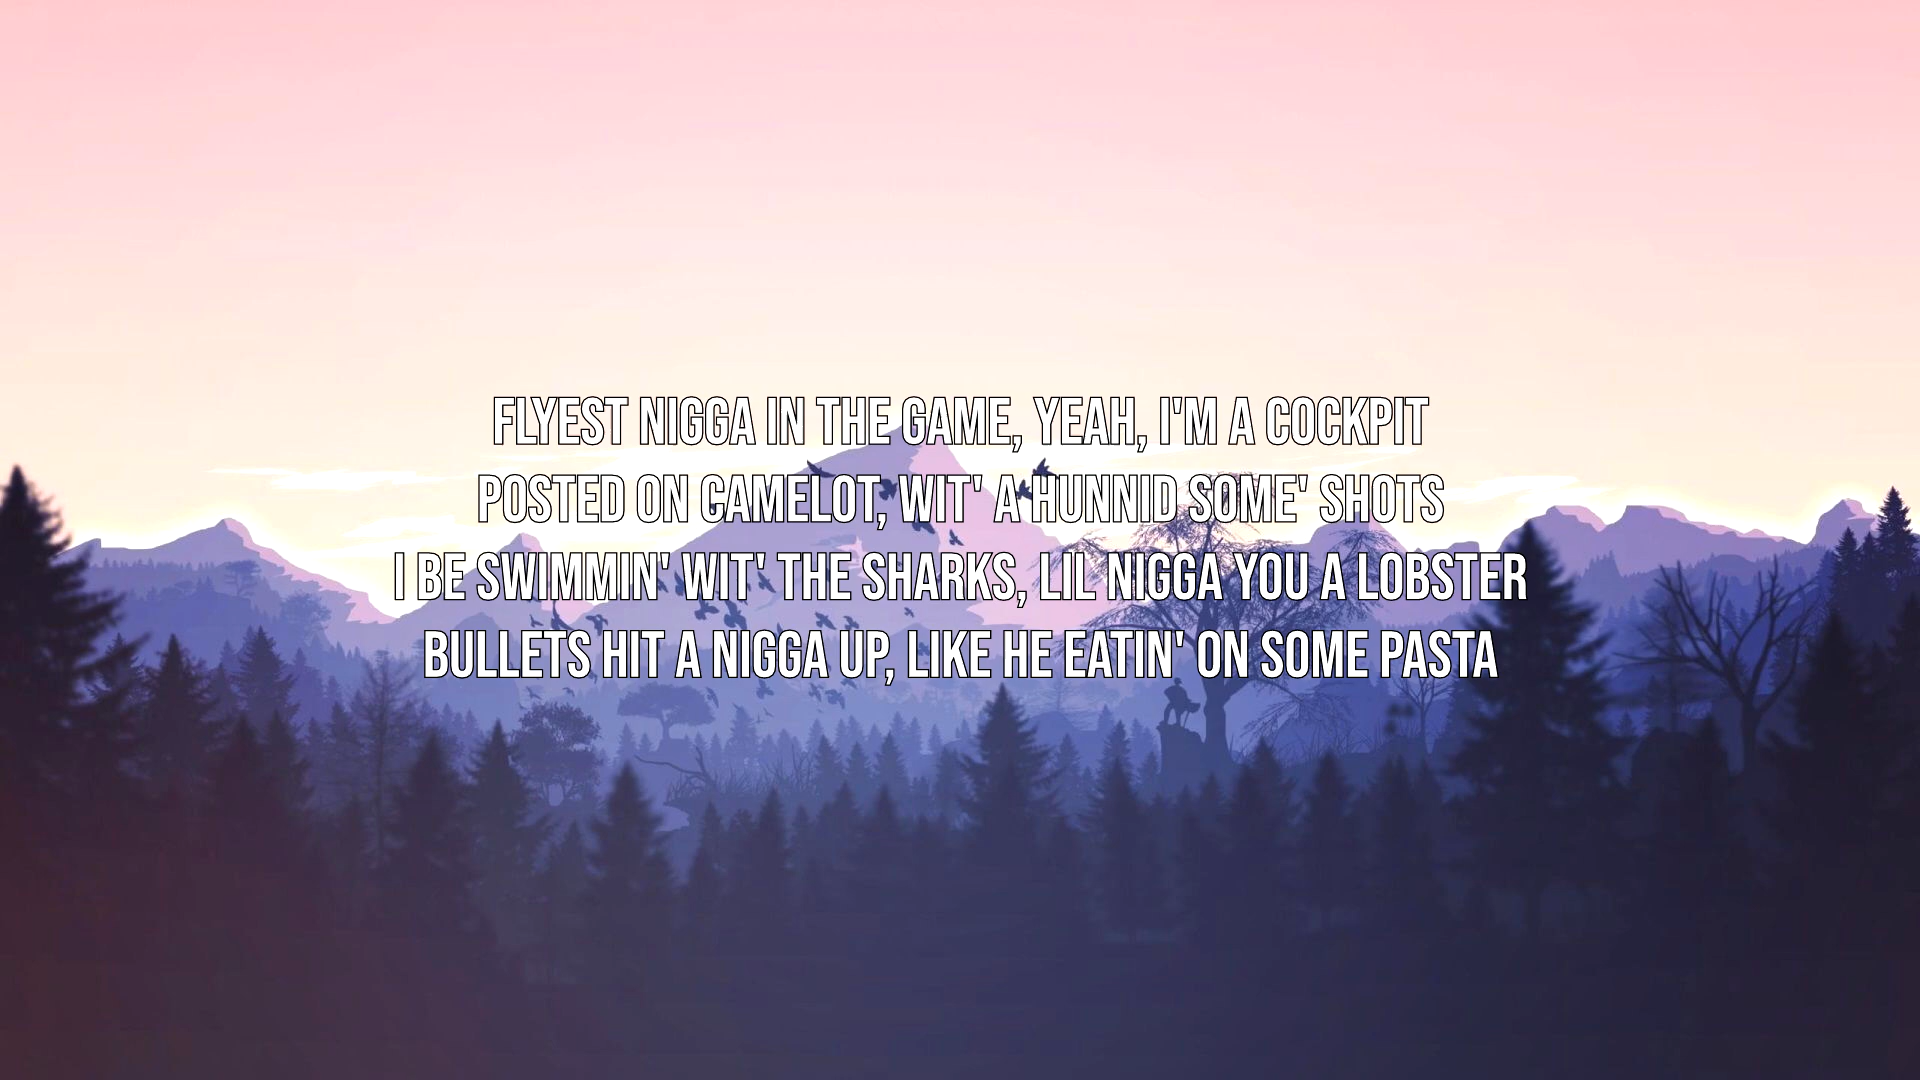 FLYEST NIGGA IN THE GAME, YEAH, I'M A COCKPIT
POSTED ON CAMELOT, WIT' A HUNNID SOME' SHOTS
I BE SWIMMIN' WIT' THE SHARKS, LIL NIGGA YOU A LOBSTER
BULLETS HIT A NIGGA UP, LIKE HE EATIN' ON SOME PASTA